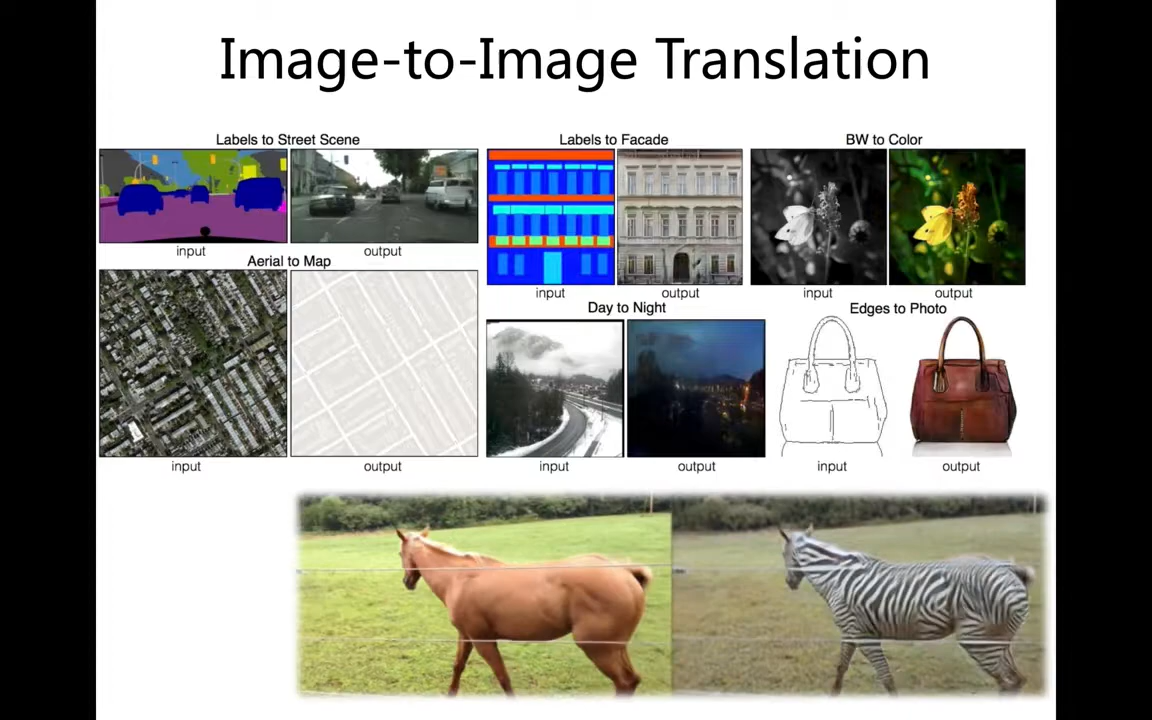 Image-to-Image Translation
Labels to Street Scene
input
output
Aerial to Map
input
output
Labels to Facade
input
output
BW to Color
input
output
Day to Night
input
output
Edges to Photo
input
output